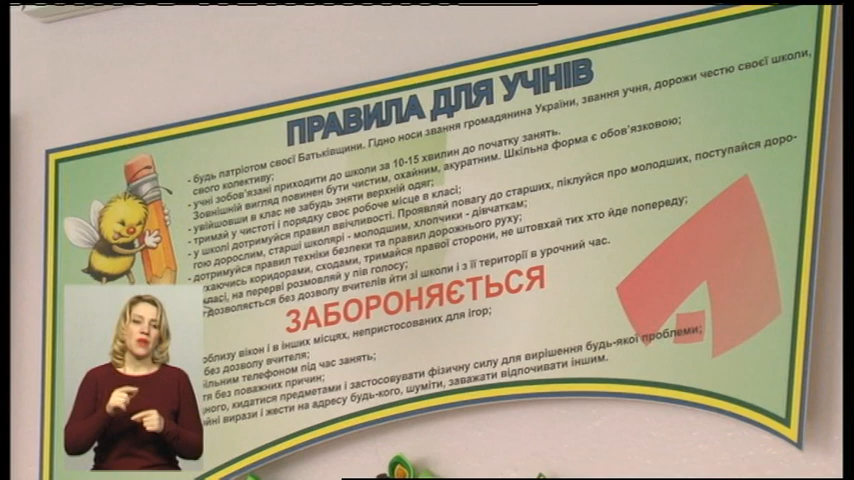 ПРАВИЛА ДЛЯ УЧНІВ
- будь патріотом своєї Батьківщини. Гідно носи звання громадянина України, звання учня, дорожи честю своєї школи,
свого колективу;
- учні зобов'язані приходити до школи за 10-15 хвилин до початку занять.
Зовнішній вигляд повинен бути чистим, охайним, акуратним. Шкільна форма є обов'язковою;
- увійшовши в клас не забудь зняти верхній одяг;
- тримай у чистоті і порядку своє робоче місце в класі;
- у школі дотримуйся правил ввічливості. Проявляй повагу до старших, піклуйся про молодших, поступайся доро-
гою дорослим, старші школярі - молодшим, хлопчики - дівчаткам;
- дотримуйся правил техніки безпеки та правил дорожнього руху;
коридорами, сходами, тримайся правої сторони, не штовхай тих хто йде попереду;
класі, на перерві розмовляй у пів голосу;
дозволяється без дозволу вчителів йти зі школи і з її території в урочний час.
ЗАБОРОНЯЄТЬСЯ
вікон і в інших місцях, непристосованих для ігор;
без дозволу вчителя;
телефоном під час занять;
без поважних причин;
кидатися предметами і застосовувати фізичну силу для вирішення будь-якої проблеми;
вирази і жести на адресу будь-кого, шуміти, заважати відпочивати іншим.